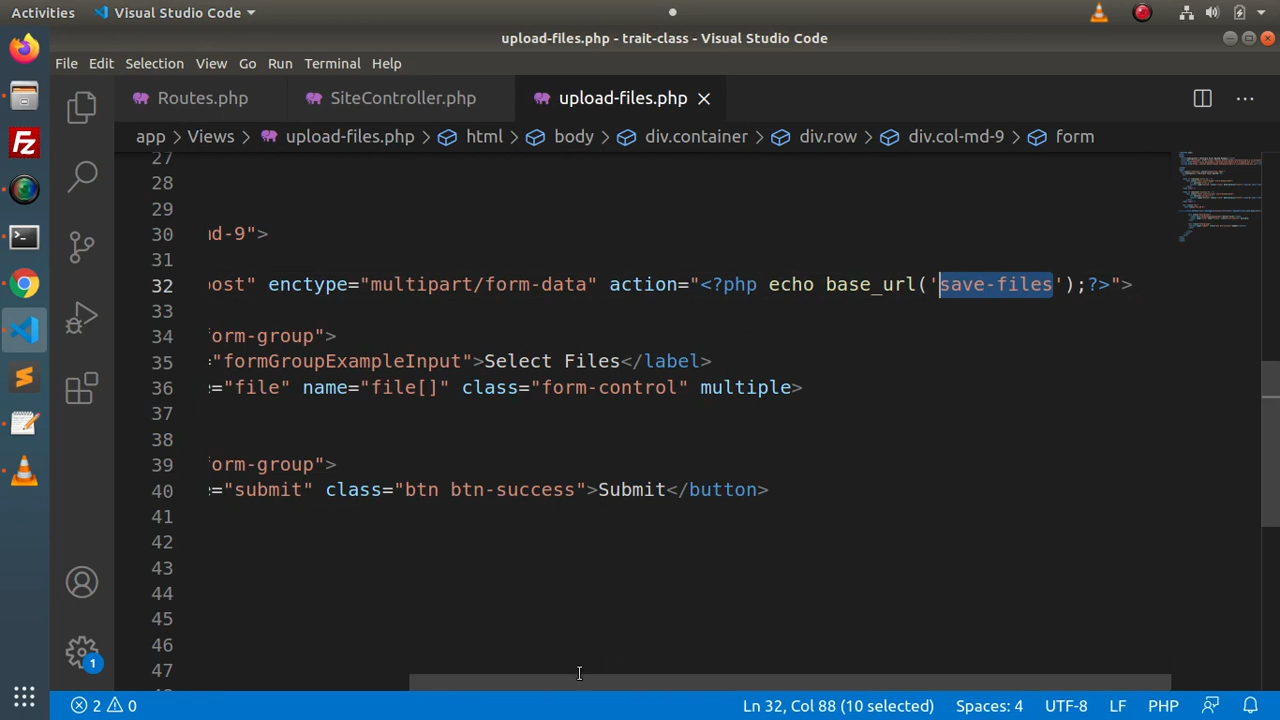 Activities Visual Studio Code
upload-files.php - trait-class - Visual Studio Code
File Edit Selection View Go Run Terminal Help
Routes.php SiteController.php upload-files.php
app Views upload-files.php html body div.container div.row div.col-md-9 form
27
28
29
30 nd-9">
31
32 post" enctype="multipart/form-data" action="<?php echo base_url('save-files');?>">
33
34 form-group">
35 ="formGroupExampleInput">Select Files</label>
36 e="file" name="file[]" class="form-control" multiple>
37
38
39 form-group">
40 e="submit" class="btn btn-success">Submit</button>
41
42
43
44
45
46
47
1
2 0 Ln 32, Col 88 (10 selected) Spaces: 4 UTF-8 LF PHP